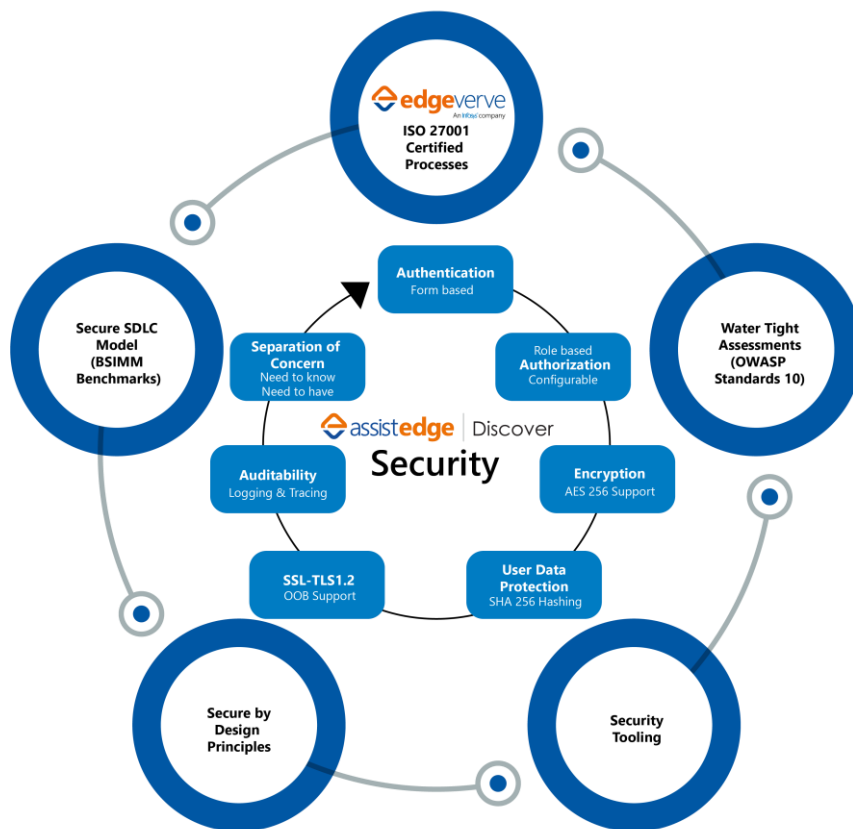 edgeverve
An Infosys company
ISO 27001
Certified
Processes
Authentication
Form based
Secure SDLC
Model
(BSIMM
Benchmarks)
Separation of
Concern
Need to know
Need to have
Role based
Authorization
Configurable
Water Tight
Assessments
(OWASP
Standards 10)
assistedge | Discover
Security
Auditability
Logging & Tracing
Encryption
AES 256 Support
SSL-TLS1.2
OOB Support
User Data
Protection
SHA 256 Hashing
Secure by
Design
Principles
Security
Tooling